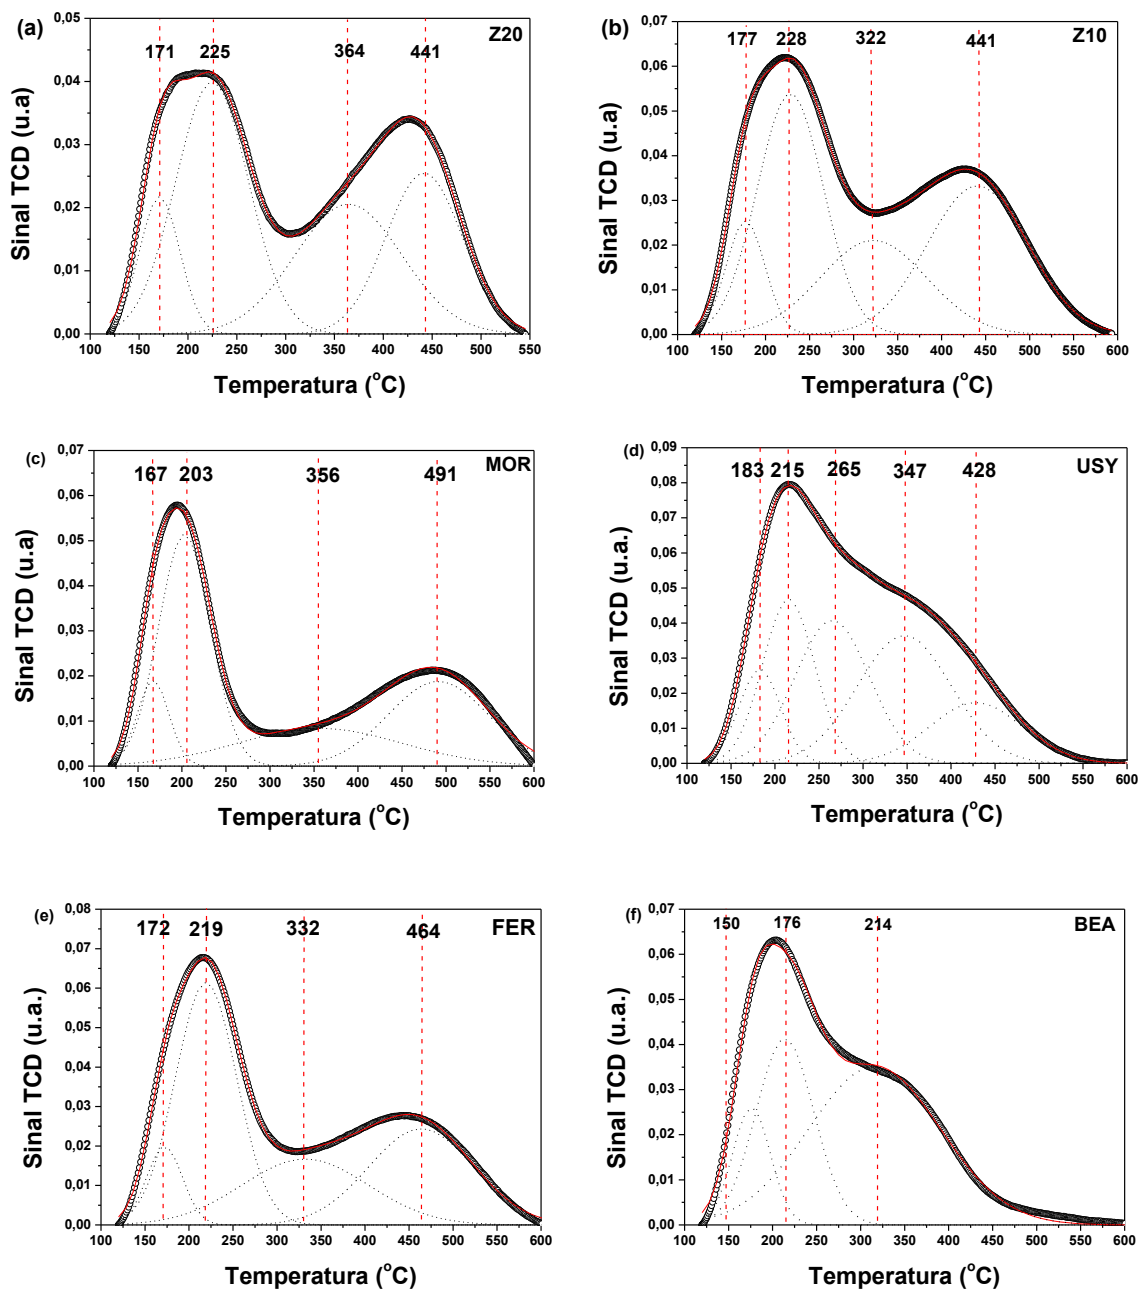 (a)
Z20
171 225 364 441
0,05
0,04
0,03
0,02
0,01
0,00
Sinal TCD (u.a)
100 150 200 250 300 350 400 450 500 550
Temperatura (°C)
(b)
Z10
177 228 322 441
0,07
0,06
0,05
0,04
0,03
0,02
0,01
0,00
Sinal TCD (u.a)
100 150 200 250 300 350 400 450 500 550 600
Temperatura (°C)
(c)
MOR
167 203 356 491
0,07
0,06
0,05
0,04
0,03
0,02
0,01
0,00
Sinal TCD (u.a)
100 150 200 250 300 350 400 450 500 550 600
Temperatura (°C)
(d)
USY
183 215 265 347 428
0,09
0,08
0,07
0,06
0,05
0,04
0,03
0,02
0,01
0,00
Sinal TCD (u.a.)
100 150 200 250 300 350 400 450 500 550 600
Temperatura (°C)
(e)
FER
172 219 332 464
0,08
0,07
0,06
0,05
0,04
0,03
0,02
0,01
0,00
Sinal TCD (u.a.)
100 150 200 250 300 350 400 450 500 550 600
Temperatura (°C)
(f)
BEA
150 176 214
0,07
0,06
0,05
0,04
0,03
0,02
0,01
0,00
Sinal TCD (u.a.)
100 150 200 250 300 350 400 450 500 550 600
Temperatura (°C)